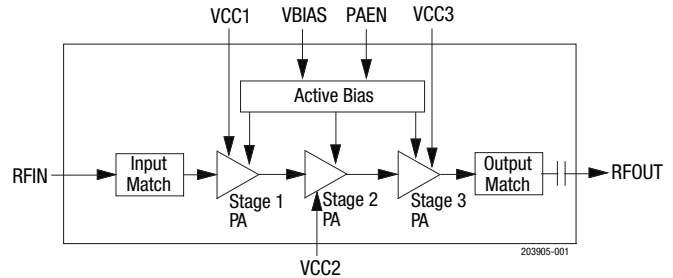 VCC1
VBIAS
PAEN
VCC3
Active Bias
RFIN
Input
Match
Stage 1
PA
Stage 2
PA
Stage 3
PA
Output
Match
RFOUT
203905-001
VCC2